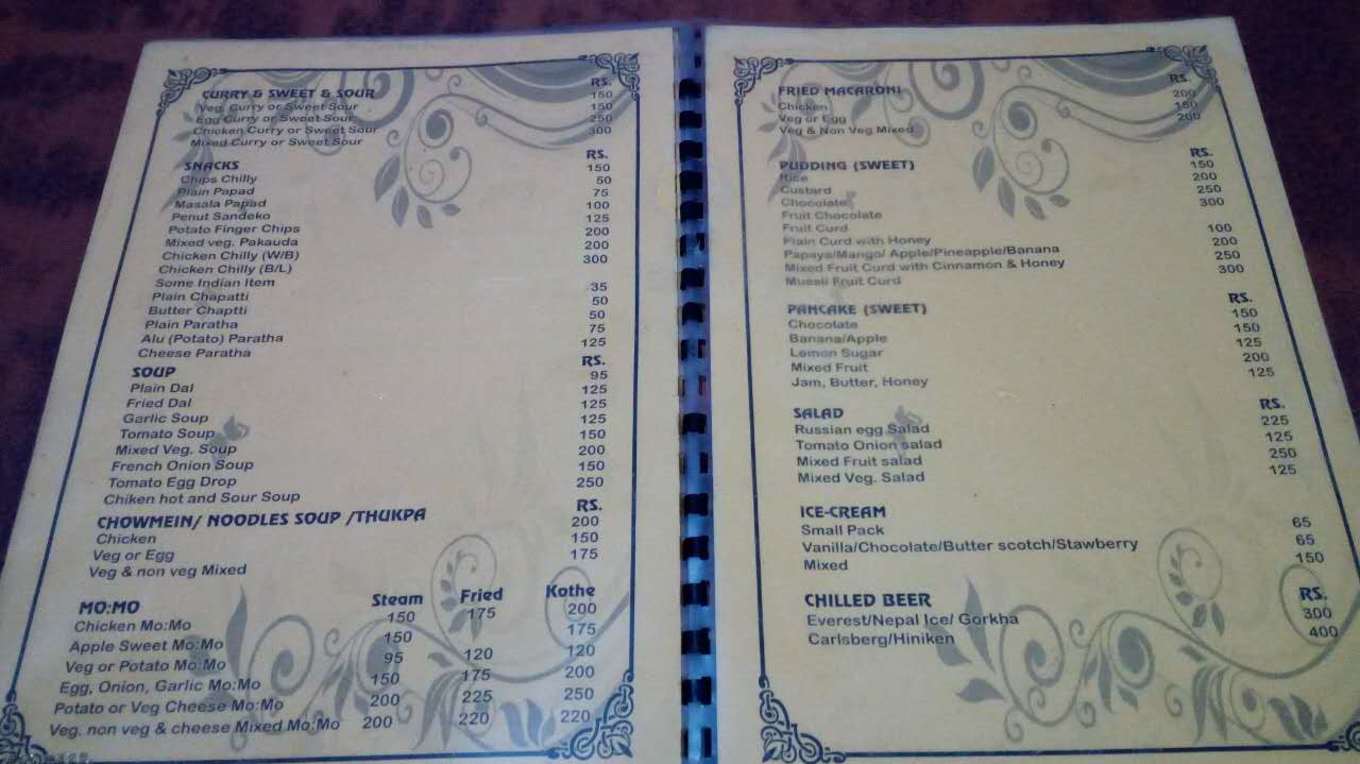 CURRY & SWEET & SOUR RS.
Veg. Curry or Sweet Sour 150
Egg Curry or Sweet Sour 150
Chicken Curry or Sweet Sour 250
Mixed Curry or Sweet Sour 300
SNACKS RS.
Chips Chilly 150
Plain Papad 50
Masala Papad 75
Penut Sandeko 100
Potato Finger Chips 125
Mixed veg. Pakauda 200
Chicken Chilly (W/B) 200
Chicken Chilly (B/L) 300
Some Indian Item
Plain Chapatti 35
Butter Chaptti 50
Plain Paratha 50
Alu (Potato) Paratha 75
Cheese Paratha 125
SOUP RS.
Plain Dal 95
Fried Dal 125
Garlic Soup 125
Tomato Soup 125
Mixed Veg. Soup 150
French Onion Soup 200
Tomato Egg Drop 150
Chiken hot and Sour Soup 250
CHOWMEIN/ NOODLES SOUP /THUKPA RS.
Chicken 200
Veg or Egg 150
Veg & non veg Mixed 175
MO:MO Steam Fried Kothe
Chicken Mo:Mo 150 175 200
Apple Sweet Mo:Mo 150 175
Veg or Potato Mo:Mo 95 120 120
Egg, Onion, Garlic Mo:Mo 150 175 200
Potato or Veg Cheese Mo:Mo 200 225 250
Veg. non veg & cheese Mixed Mo:Mo 200 220 220
FRIED MACARONI RS.
Chicken 200
Veg or Egg 150
Veg & Non Veg Mixed 200
PUDDING (SWEET) RS.
Rice 150
Custard 200
Chocolate 250
Fruit Chocolate 300
Fruit Curd
Plain Curd with Honey 100
Papaya/Mango/ Apple/Pineapple/Banana 200
Mixed Fruit Curd with Cinnamon & Honey 250
Muesli Fruit Curd 300
PANCAKE (SWEET) RS.
Chocolate 150
Banana/Apple 150
Lemon Sugar 125
Mixed Fruit 200
Jam, Butter, Honey 125
SALAD RS.
Russian egg Salad 225
Tomato Onion salad 125
Mixed Fruit salad 250
Mixed Veg. Salad 125
ICE-CREAM
Small Pack 65
Vanilla/Chocolate/Butter scotch/Stawberry 65
Mixed 150
CHILLED BEER RS.
Everest/Nepal Ice/ Gorkha 300
Carlsberg/Hiniken 400